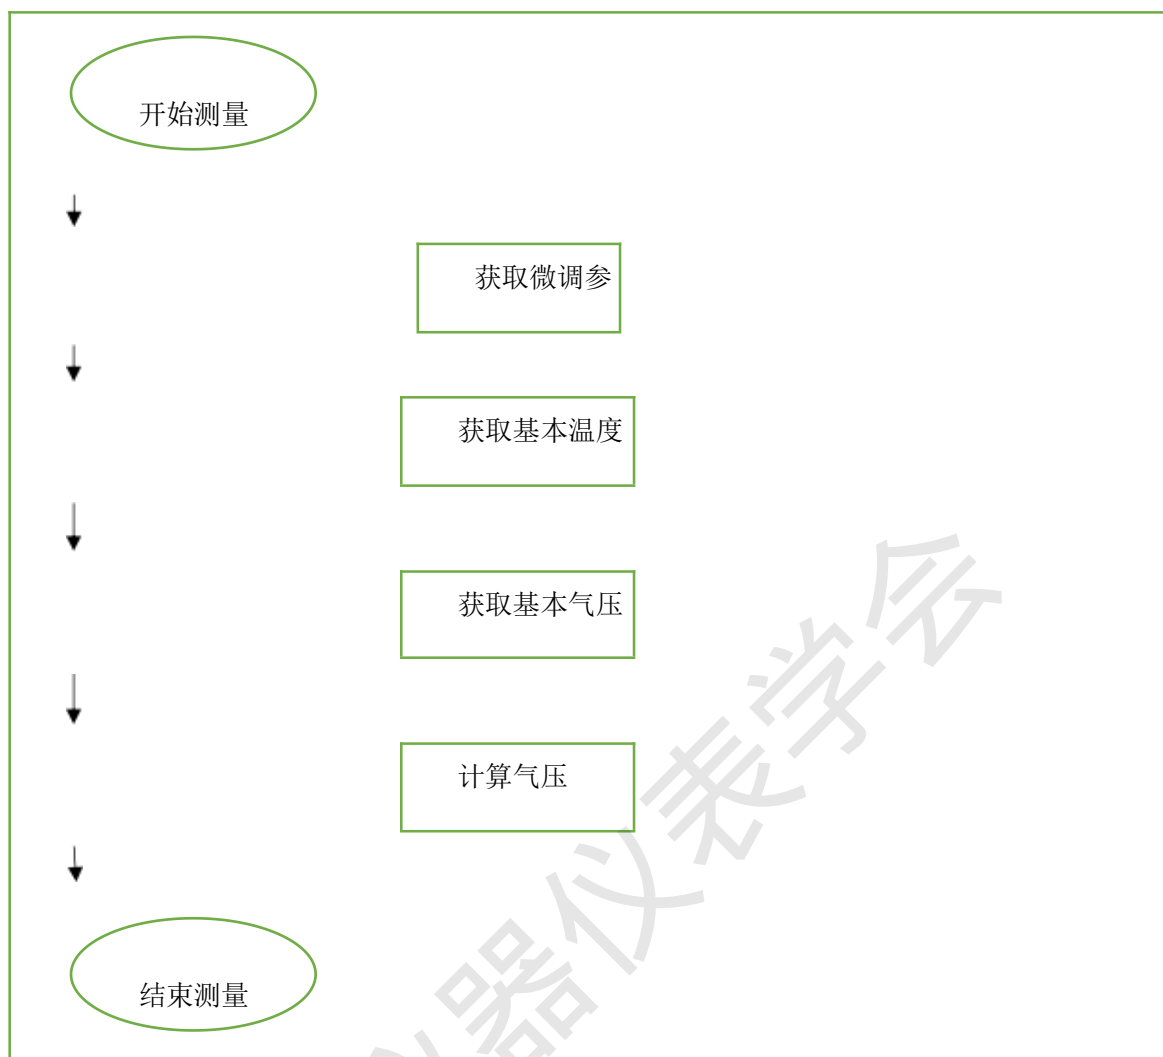 开始测量
获取微调参
获取基本温度
获取基本气压
计算气压
结束测量
器仪表学会